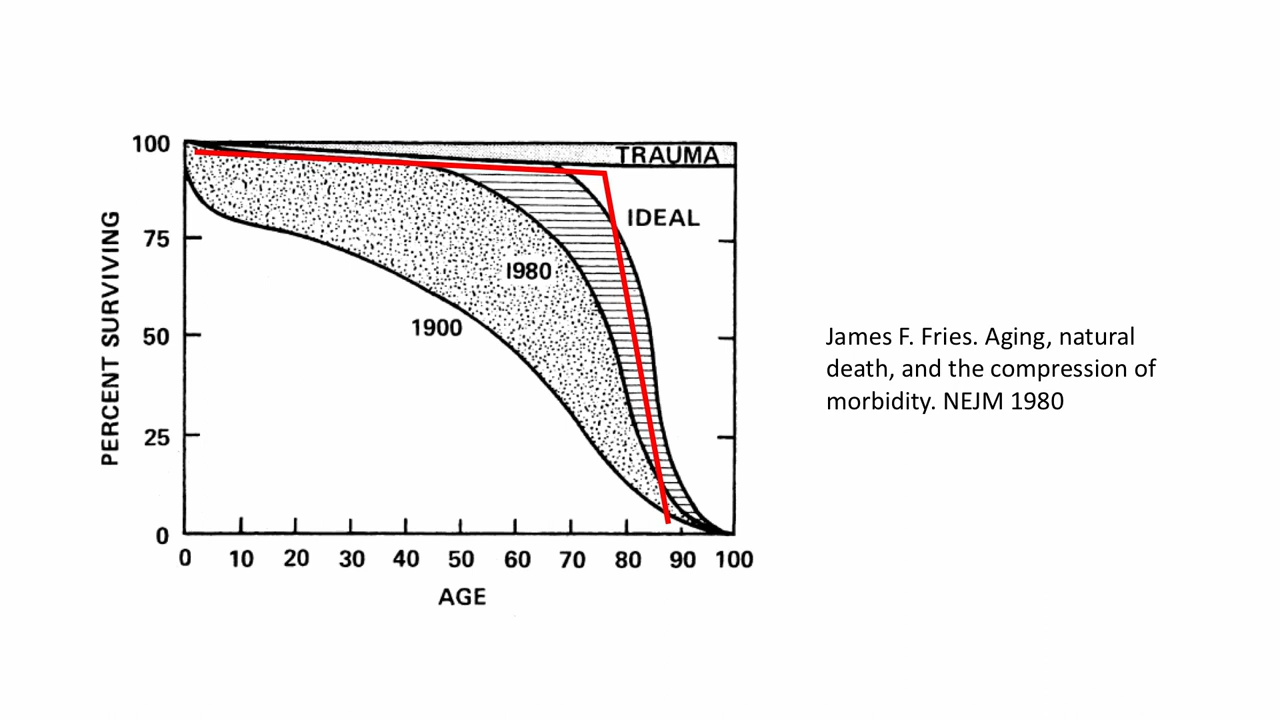 100
75
50
25
0
PERCENT SURVIVING
TRAUMA
IDEAL
1980
1900
0 10 20 30 40 50 60 70 80 90 100
AGE
James F. Fries. Aging, natural
death, and the compression of
morbidity. NEJM 1980